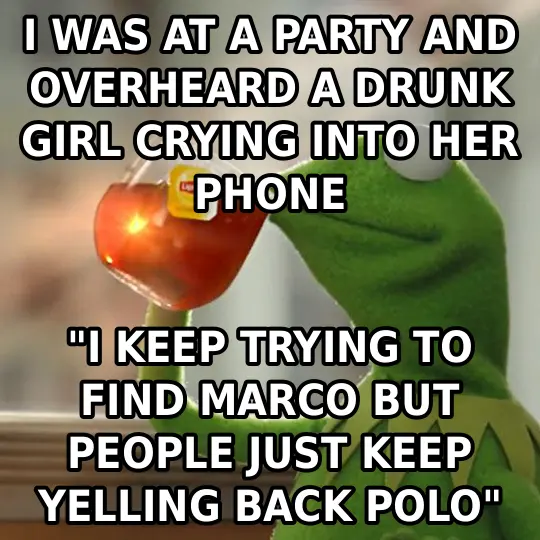 I WAS AT A PARTY AND
OVERHEARD A DRUNK
GIRL CRYING INTO HER
PHONE
"I KEEP TRYING TO
FIND MARCO BUT
PEOPLE JUST KEEP
YELLING BACK POLO"